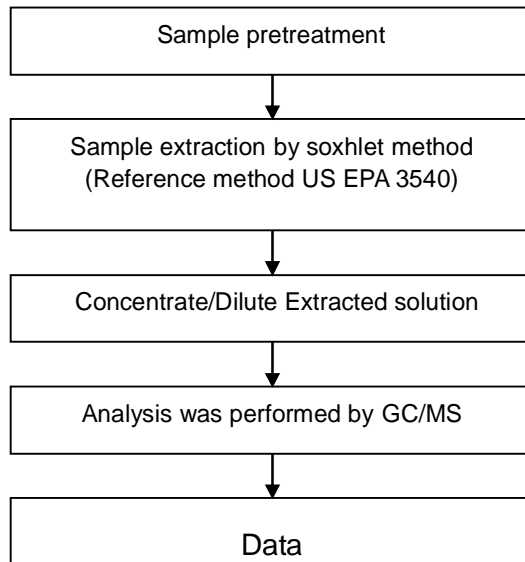 Sample pretreatment
Sample extraction by soxhlet method
(Reference method US EPA 3540)
Concentrate/Dilute Extracted solution
Analysis was performed by GC/MS
Data